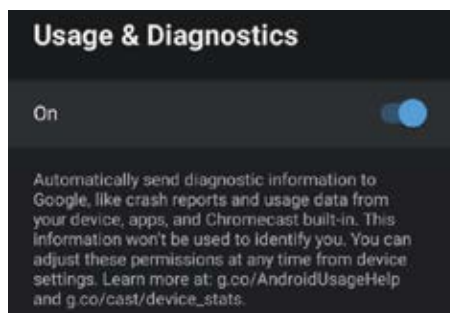 Usage & Diagnostics
On
Automatically send diagnostic information to
Google, like crash reports and usage data from
your device, apps, and Chromecast built-in. This
information won't be used to identify you. You can
adjust these permissions at any time from device
settings. Learn more at: g.co/AndroidUsageHelp
and g.co/cast/device_stats.